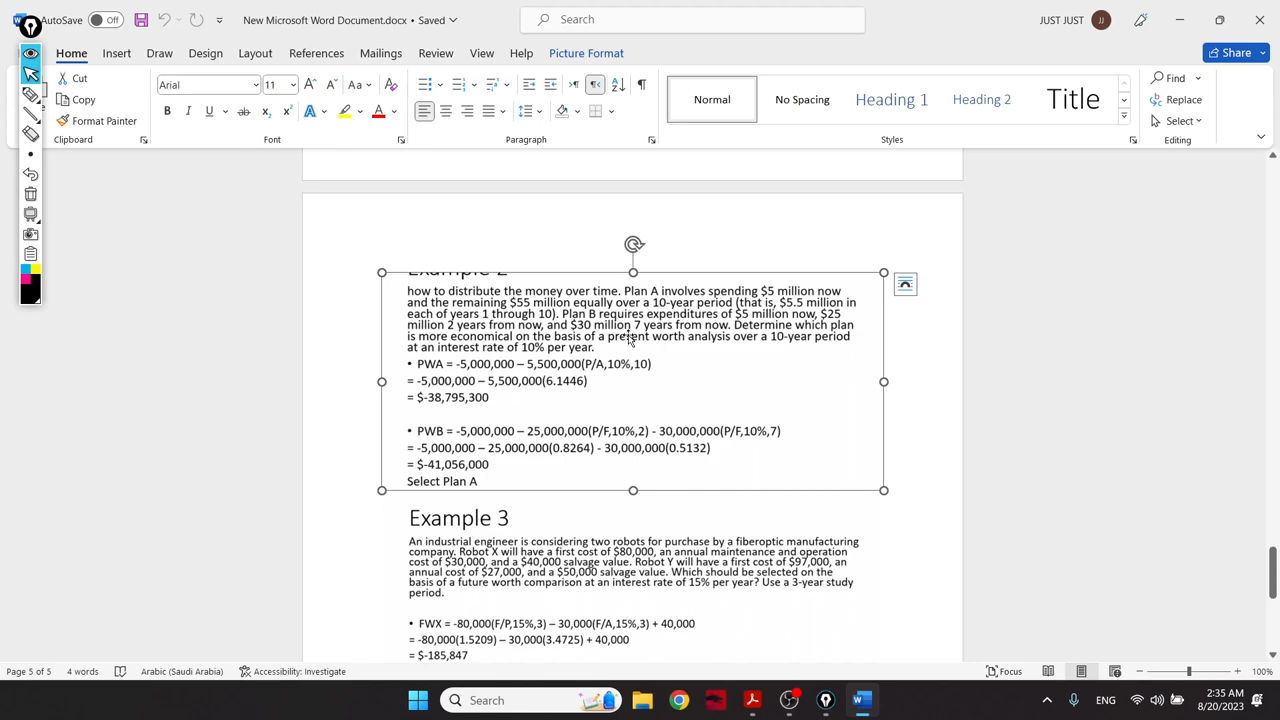 AutoSave Off New Microsoft Word Document.docx • Saved Search JUST JUST JJ
Home Insert Draw Design Layout References Mailings Review View Help Picture Format Share
Cut
Copy
Format Painter
Clipboard
Arial 11
Font
Paragraph
Normal No Spacing Heading 1 Heading 2 Title
Styles
Find
Replace
Select
Editing
Example 2
how to distribute the money over time. Plan A involves spending $5 million now
and the remaining $55 million equally over a 10-year period (that is, $5.5 million in
each of years 1 through 10). Plan B requires expenditures of $5 million now, $25
million 2 years from now, and $30 million 7 years from now. Determine which plan
is more economical on the basis of a present worth analysis over a 10-year period
at an interest rate of 10% per year.
• PWA = -5,000,000 – 5,500,000(P/A,10%,10)
= -5,000,000 – 5,500,000(6.1446)
= $-38,795,300
• PWB = -5,000,000 – 25,000,000(P/F,10%,2) - 30,000,000(P/F,10%,7)
= -5,000,000 – 25,000,000(0.8264) - 30,000,000(0.5132)
= $-41,056,000
Select Plan A
Example 3
An industrial engineer is considering two robots for purchase by a fiberoptic manufacturing
company. Robot X will have a first cost of $80,000, an annual maintenance and operation
cost of $30,000, and a $40,000 salvage value. Robot Y will have a first cost of $97,000, an
annual cost of $27,000, and a $50,000 salvage value. Which should be selected on the
basis of a future worth comparison at an interest rate of 15% per year? Use a 3-year study
period.
• FWX = -80,000(F/P,15%,3) – 30,000(F/A,15%,3) + 40,000
= -80,000(1.5209) – 30,000(3.4725) + 40,000
= $-185,847
Page 5 of 5 4 words Arabic (Saudi Arabia) Accessibility: Investigate Focus 100%
Search ENG 2:35 AM
8/20/2023